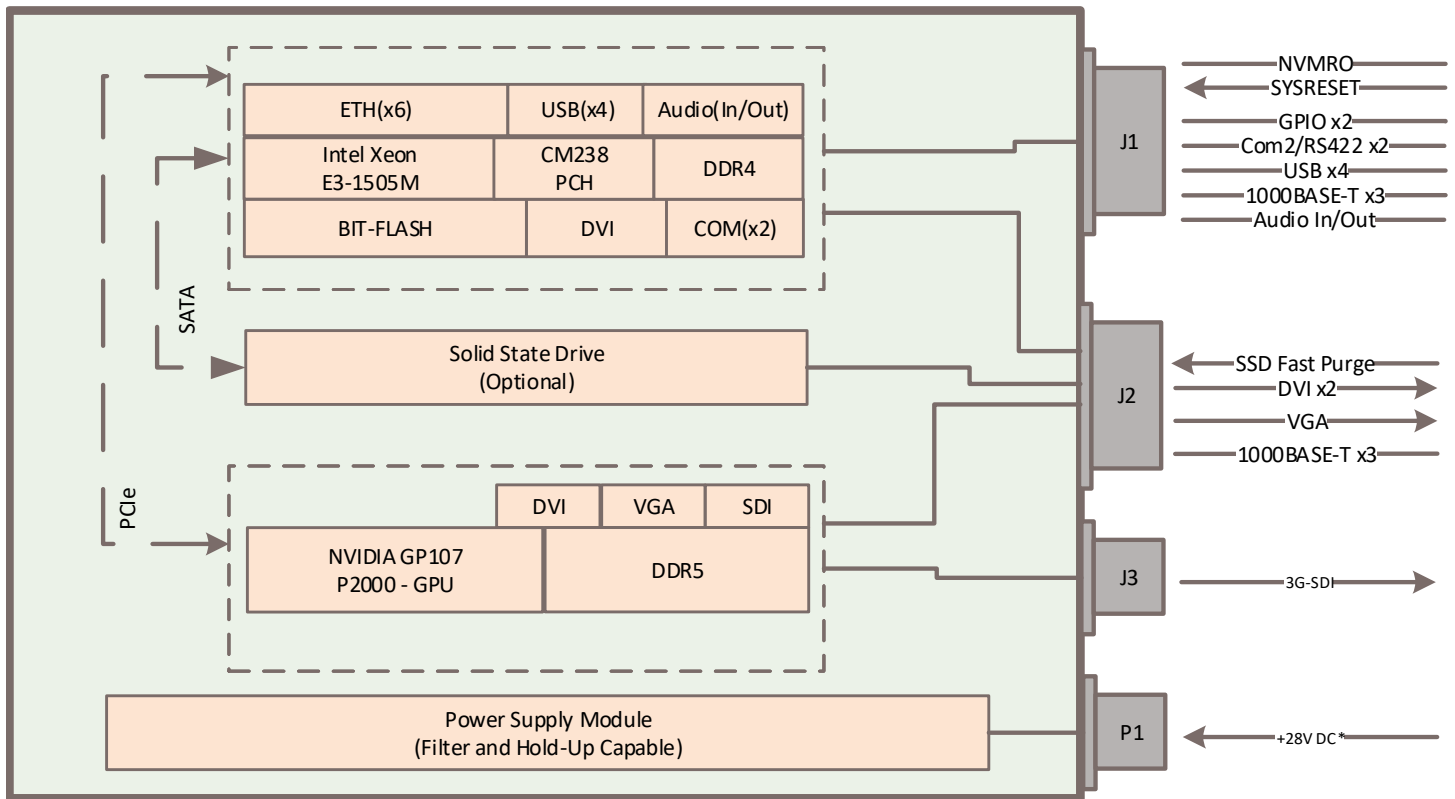 ETH(x6)
USB(x4)
Audio(In/Out)
Intel Xeon
E3-1505M
CM238
PCH
DDR4
BIT-FLASH
DVI
COM(x2)
SATA
PCIe
Solid State Drive
(Optional)
DVI
VGA
SDI
NVIDIA GP107
P2000 - GPU
DDR5
Power Supply Module
(Filter and Hold-Up Capable)
J1
NVMRO
SYSRESET
GPIO x2
Com2/RS422 x2
USB x4
1000BASE-T x3
Audio In/Out
J2
SSD Fast Purge
DVI x2
VGA
1000BASE-T x3
J3
3G-SDI
P1
+28V DC*